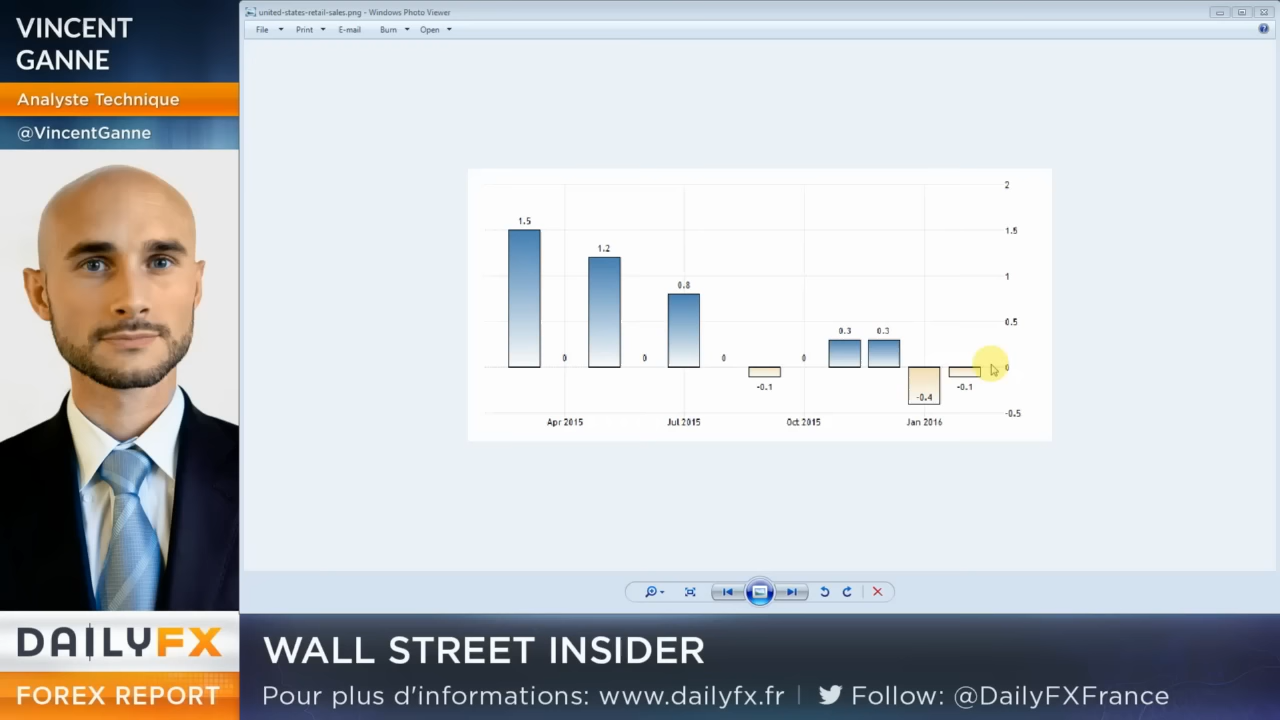 VINCENT
GANNE
Analyste Technique
@VincentGanne
united-states-retail-sales.png - Windows Photo Viewer
File Print E-mail Burn Open
2
1.5
1
0.5
0
-0.5
1.5
0
1.2
0
0.8
0
-0.1
0
0.3
0.3
-0.4
-0.1
Apr 2015 Jul 2015 Oct 2015 Jan 2016
DAILYFX
FOREX REPORT
WALL STREET INSIDER
Pour plus d'informations: www.dailyfx.fr | Follow: @DailyFXFrance